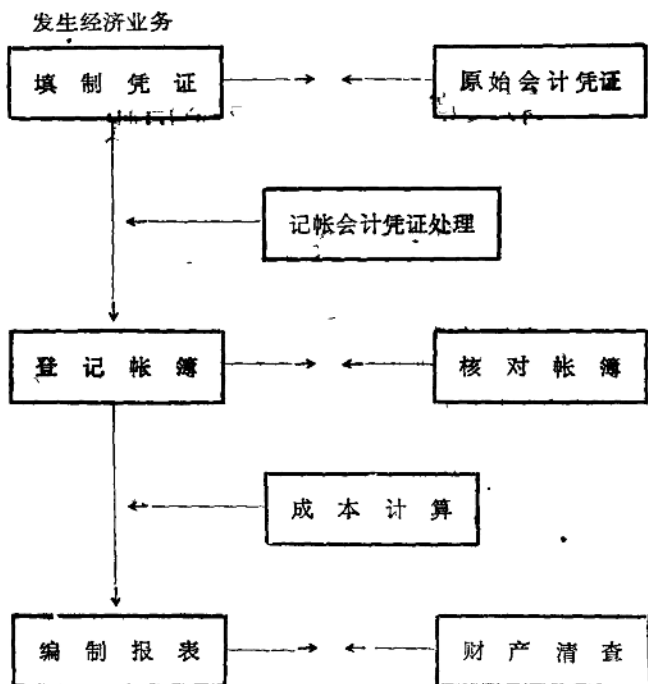 发生经济业务
填制凭证
原始会计凭证
记帐会计凭证处理
登记帐簿
核对帐簿
成本计算
编制报表
财产清查